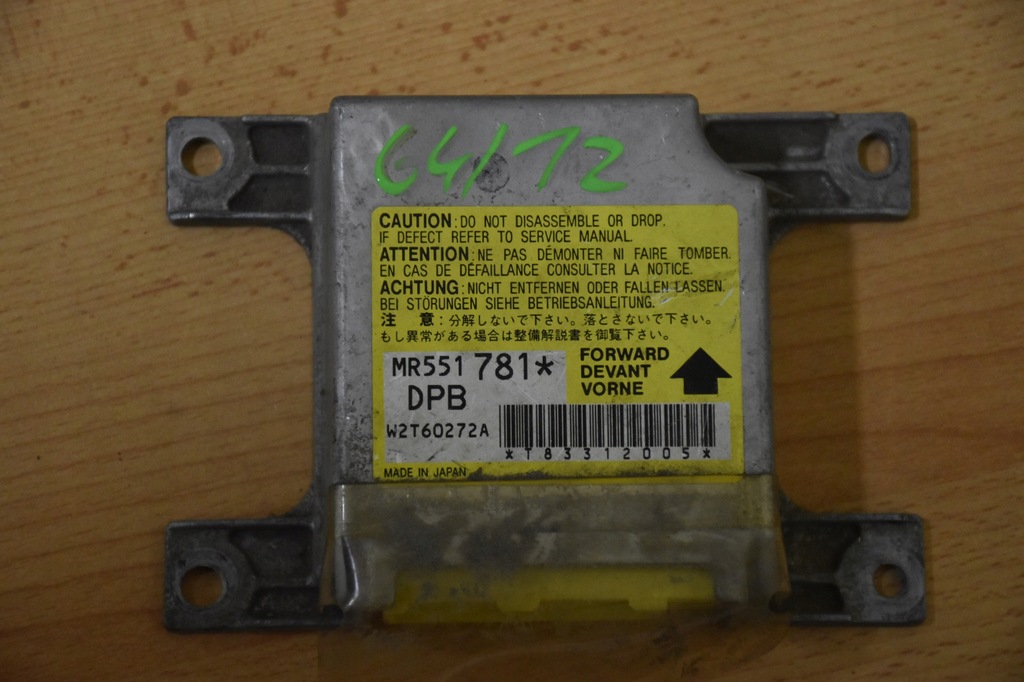 64/12
CAUTION: DO NOT DISASSEMBLE OR DROP.
IF DEFECT REFER TO SERVICE MANUAL.
ATTENTION: NE PAS DÉMONTER NI FAIRE TOMBER.
EN CAS DE DÉFAILLANCE CONSULTER LA NOTICE.
ACHTUNG: NICHT ENTFERNEN ODER FALLEN LASSEN.
BEI STÖRUNGEN SIEHE BETRIEBSANLEITUNG.
注 意: 分解しないで下さい。落とさないで下さい。
もし異常がある場合は整備解説書を御覧下さい。
MR551781*
DPB
W2T60272A
FORWARD
DEVANT
VORNE
*T83312005*
MADE IN JAPAN